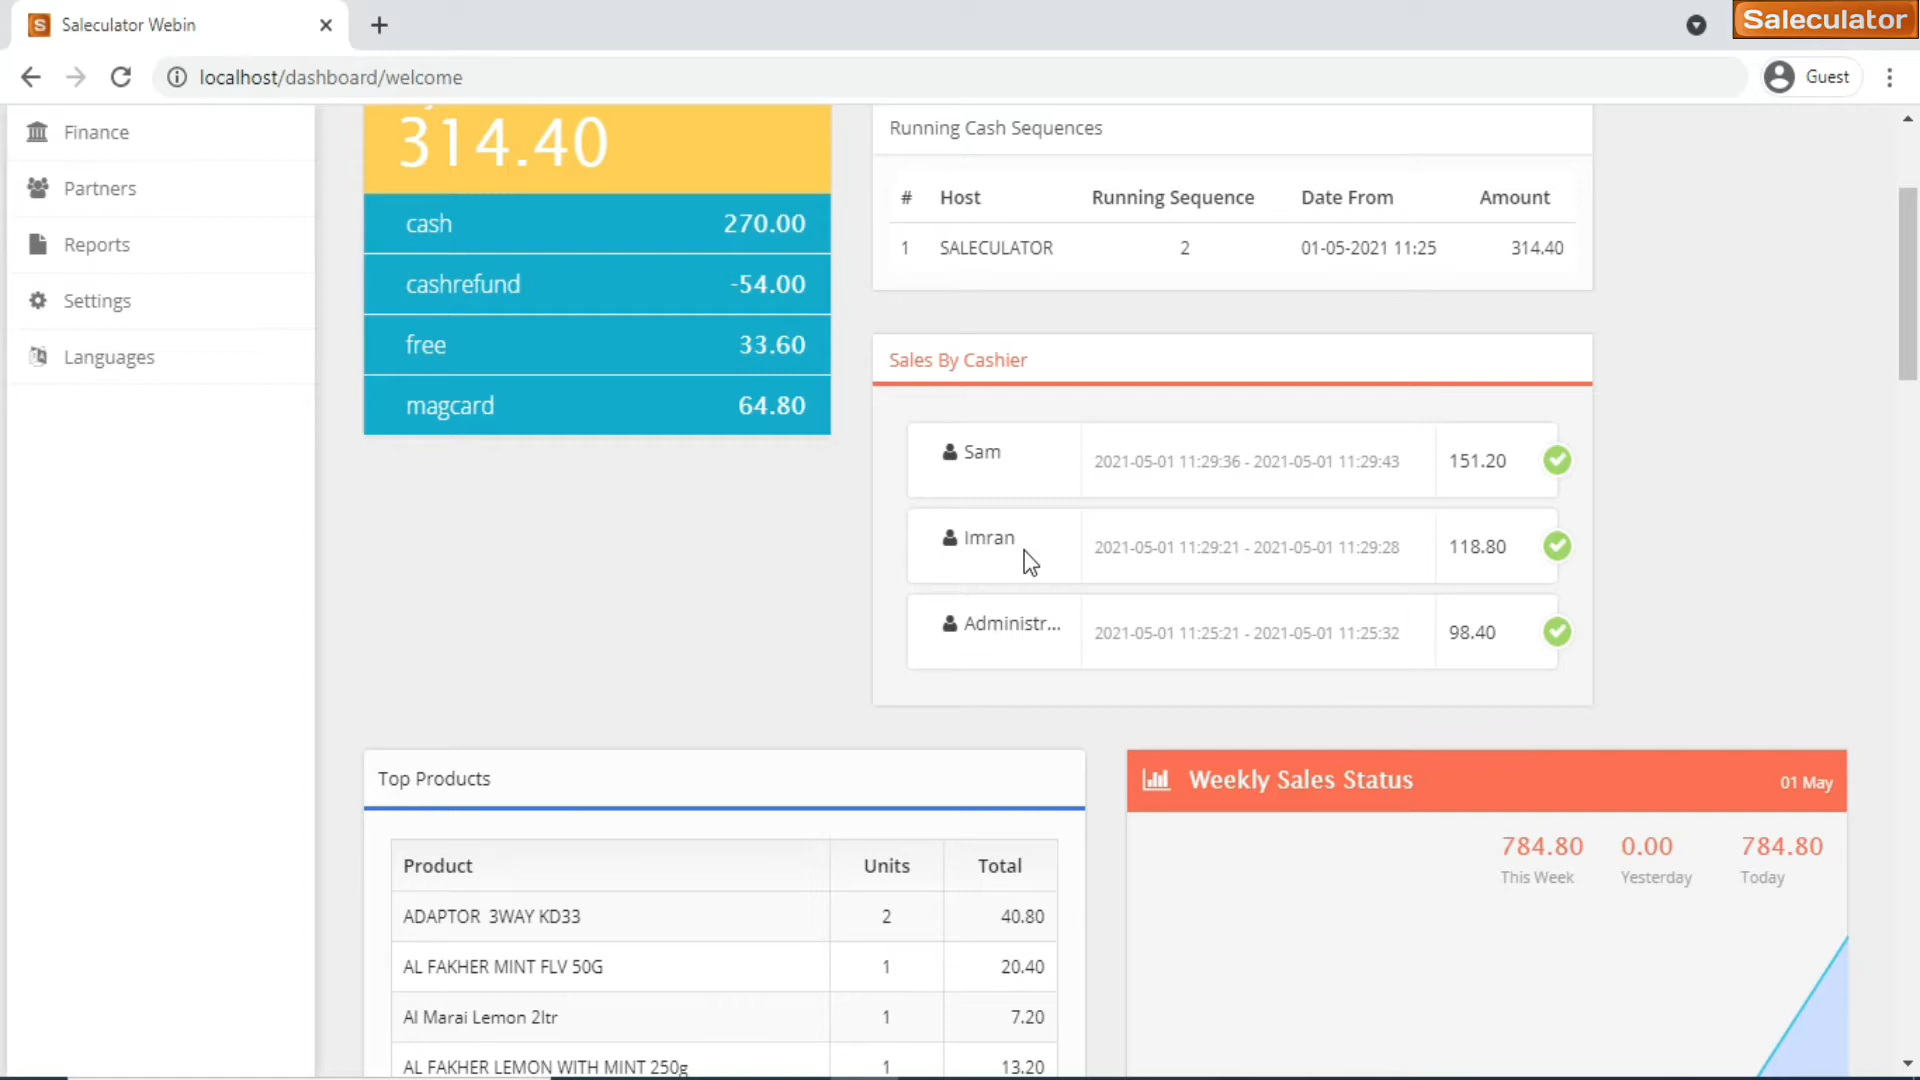 Saleculator Webin
Saleculator
localhost/dashboard/welcome
Guest
Finance
Partners
Reports
Settings
Languages
314.40
cash 270.00
cashrefund -54.00
free 33.60
magcard 64.80
Running Cash Sequences
# Host Running Sequence Date From Amount
1 SALECULATOR 2 01-05-2021 11:25 314.40
Sales By Cashier
Sam 2021-05-01 11:29:36 - 2021-05-01 11:29:43 151.20
Imran 2021-05-01 11:29:21 - 2021-05-01 11:29:28 118.80
Administr... 2021-05-01 11:25:21 - 2021-05-01 11:25:32 98.40
Top Products
Product Units Total
ADAPTOR 3WAY KD33 2 40.80
AL FAKHER MINT FLV 50G 1 20.40
Al Marai Lemon 2ltr 1 7.20
AL FAKHER LEMON WITH MINT 250g 1 13.20
Weekly Sales Status 01 May
784.80 0.00 784.80
This Week Yesterday Today